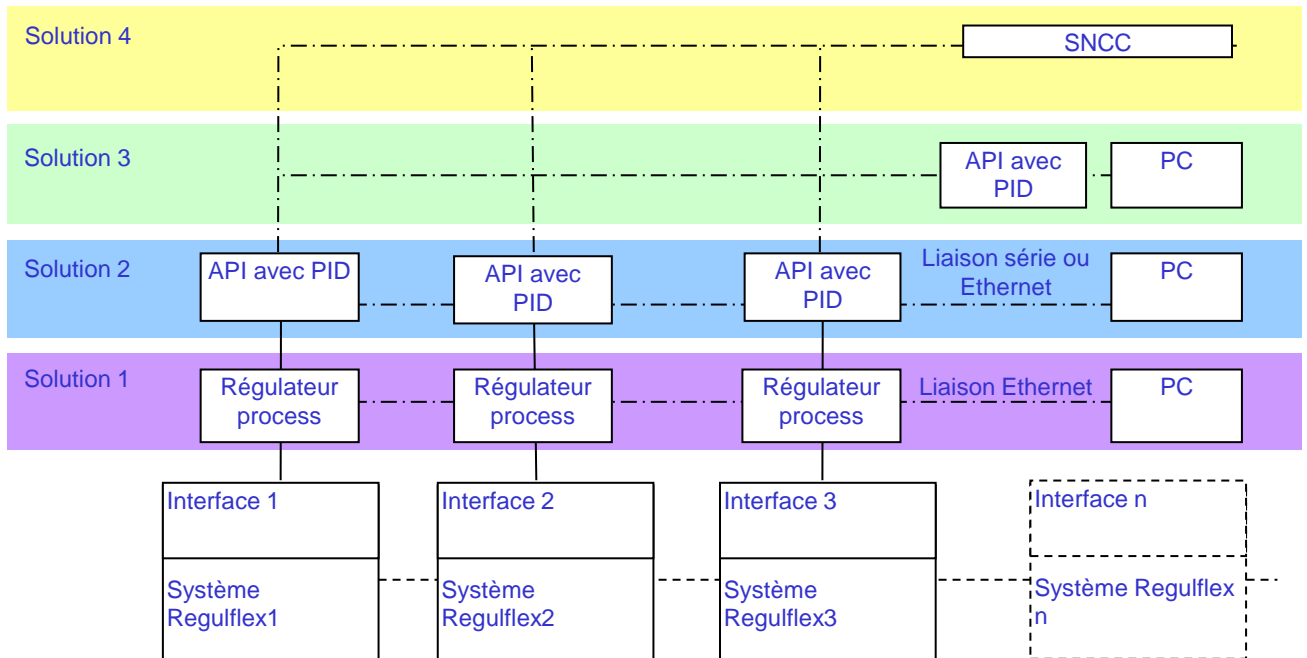 Solution 4
SNCC
Solution 3
API avec
PID
PC
Solution 2
API avec PID
API avec
PID
API avec
PID
Liaison série ou
Ethernet
PC
Solution 1
Régulateur
process
Régulateur
process
Régulateur
process
Liaison Ethernet
PC
Interface 1
Interface 2
Interface 3
Interface n
Système
Regulflex1
Système
Regulflex2
Système
Regulflex3
Système Regulflex
n